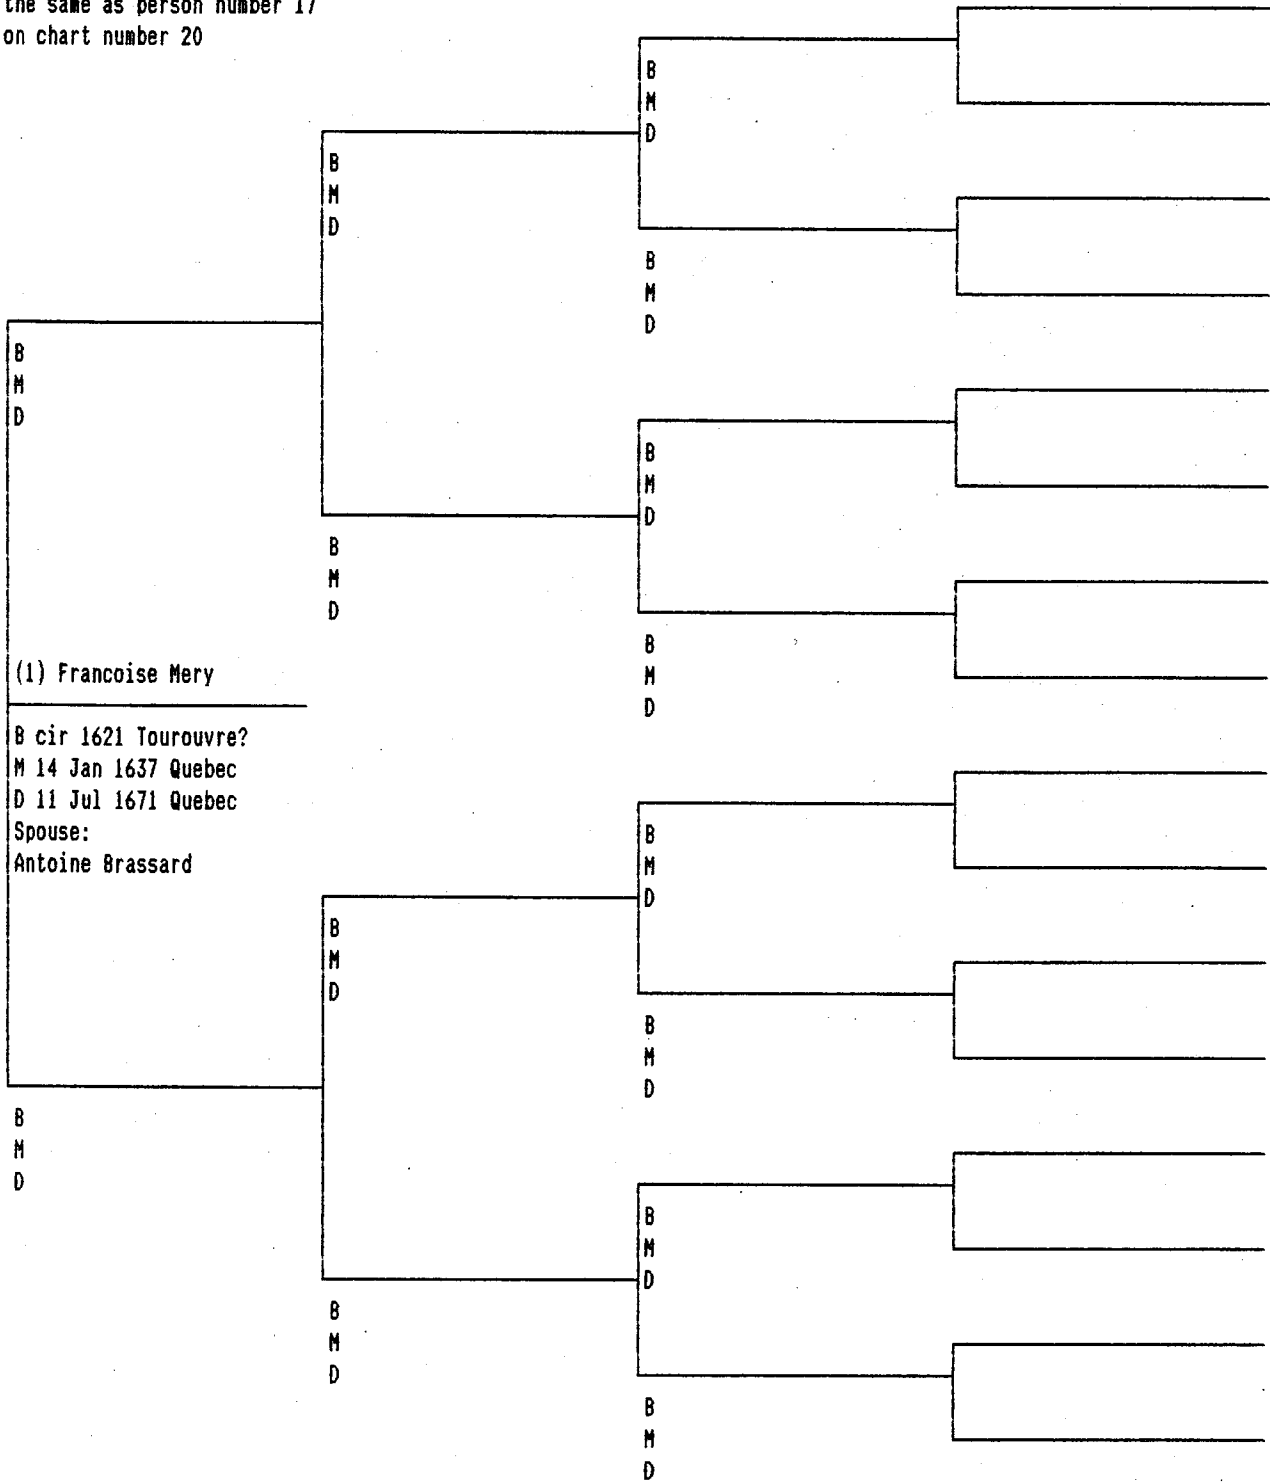 the same as person number 17
on chart number 20
B
M
D
B
M
D
B
M
D
B
M
D
B
M
D
B
M
D
B
M
D
(1) Francoise Mery
B cir 1621 Tourouvre?
M 14 Jan 1637 Quebec
D 11 Jul 1671 Quebec
Spouse:
Antoine Brassard
B
M
D
B
M
D
B
M
D
B
M
D
B
M
D
B
M
D
B
M
D